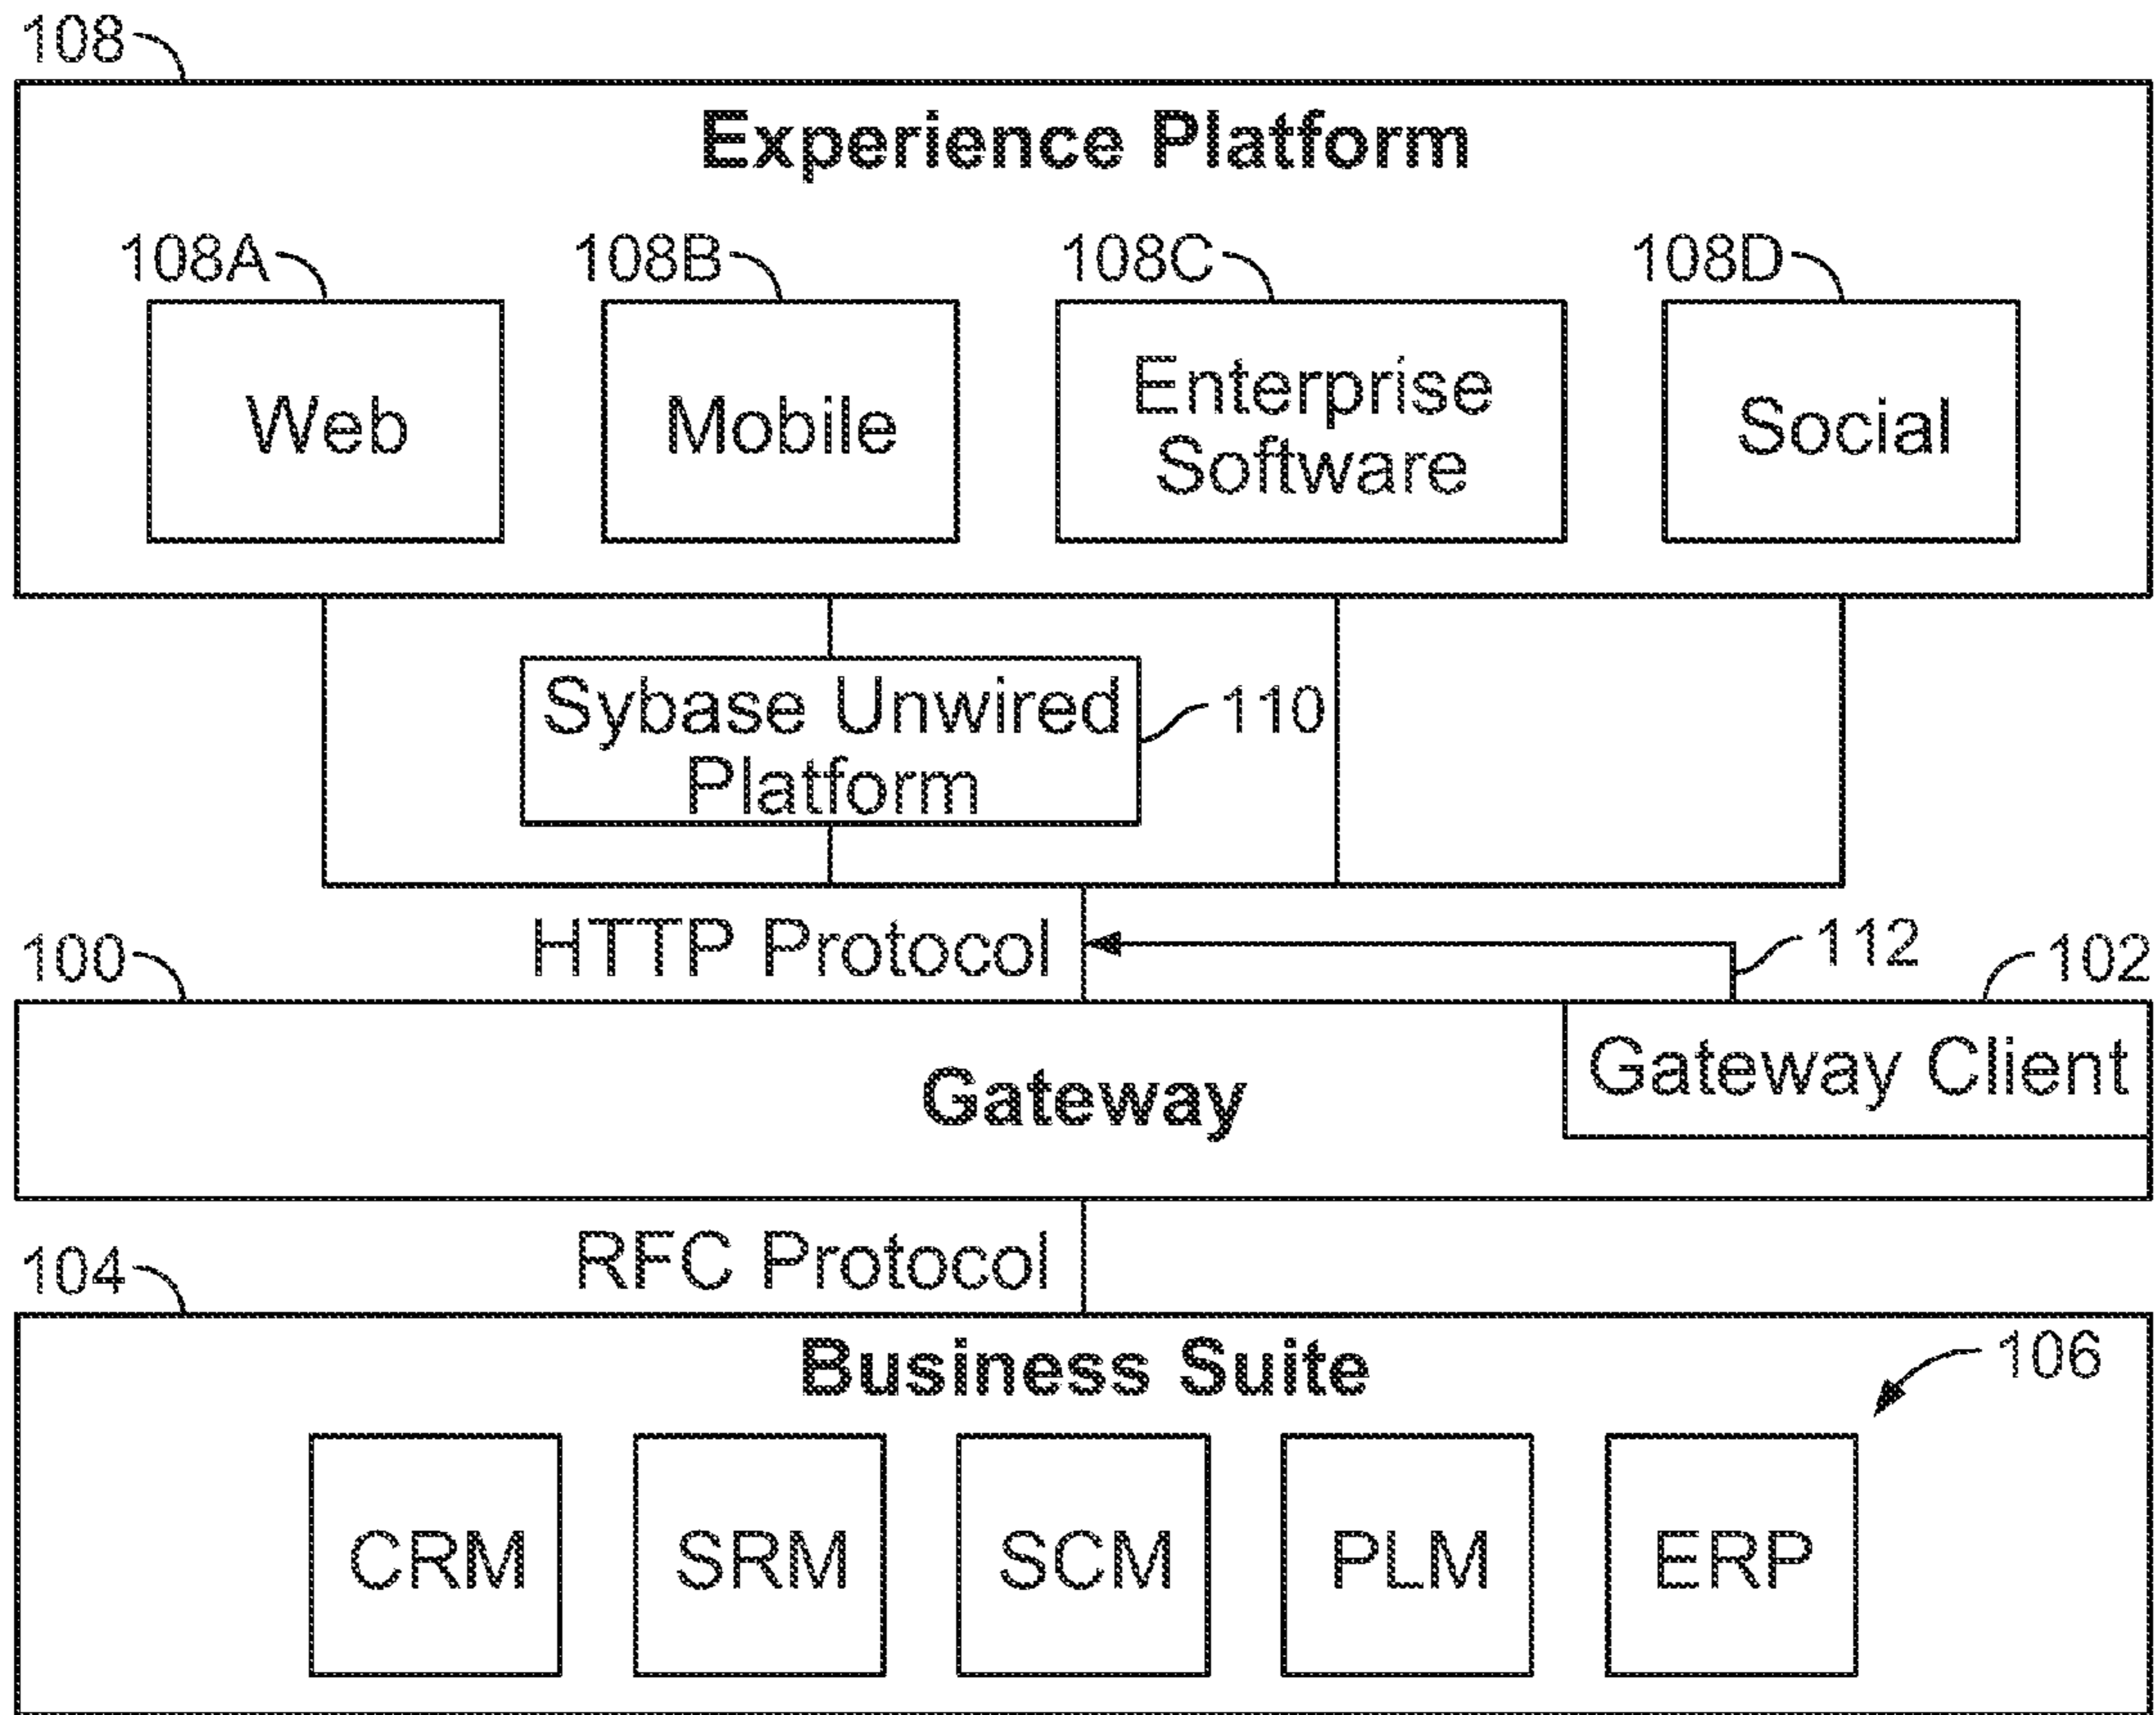 108
Experience Platform
108A
108B
108C
108D
Web
Mobile
Enterprise
Software
Social
Sybase Unwired
Platform
110
HTTP Protocol
112
100
102
Gateway Client
Gateway
RFC Protocol
104
Business Suite
106
CRM
SRM
SCM
PLM
ERP